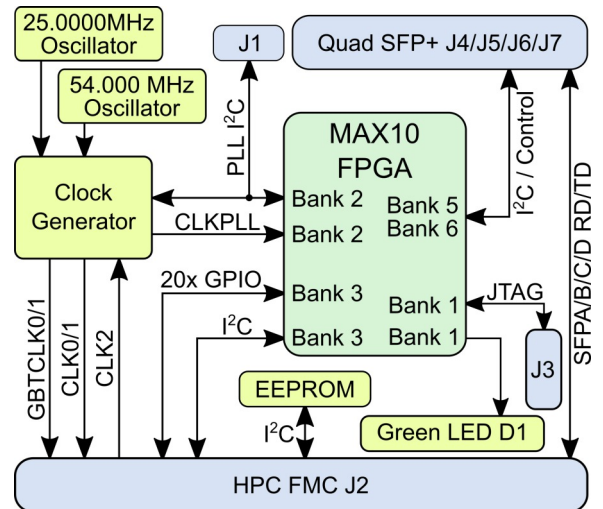 25.0000MHz
Oscillator
J1
Quad SFP+ J4/J5/J6/J7
54.000 MHz
Oscillator
PLL I²C
MAX10
FPGA
I²C / Control
SFPA/B/C/D RD/TD
Clock
Generator
Bank 2
Bank 5
Bank 6
CLKPLL
Bank 2
20x GPIO
Bank 3
Bank 1
JTAG
I²C
Bank 3
Bank 1
J3
GBTCLK0/1
CLK0/1
CLK2
EEPROM
I²C
Green LED D1
HPC FMC J2